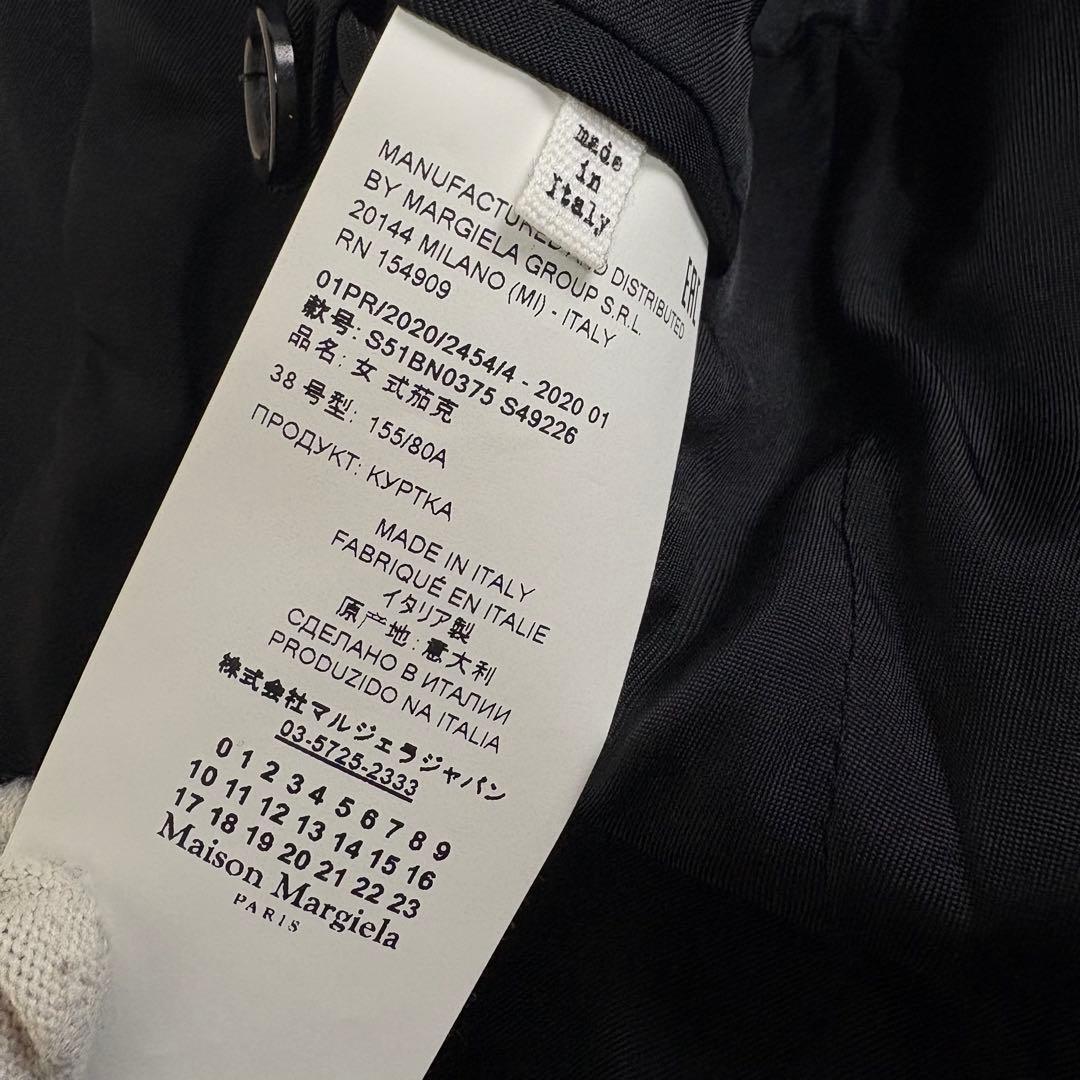 made
in
Italy
MANUFACTURED AND DISTRIBUTED
BY MARGIELA GROUP S.R.L.
20144 MILANO (MI) - ITALY
RN 154909
EAC
01PR/2020/2454/4 - 2020 01
款号: S51BN0375 S49226
品名: 女 式茄克
38 号型: 155/80A
ПРОДУКТ: КУРТКА
MADE IN ITALY
FABRIQUÉ EN ITALIE
イタリア製
原产地: 意大利
СДЕЛАНО В ИТАЛИИ
PRODUZIDO NA ITALIA
株式会社マルジェラジャパン
03-5725-2333
0 1 2 3 4 5 6 7 8 9
10 11 12 13 14 15 16
17 18 19 20 21 22 23
Maison Margiela
PARIS